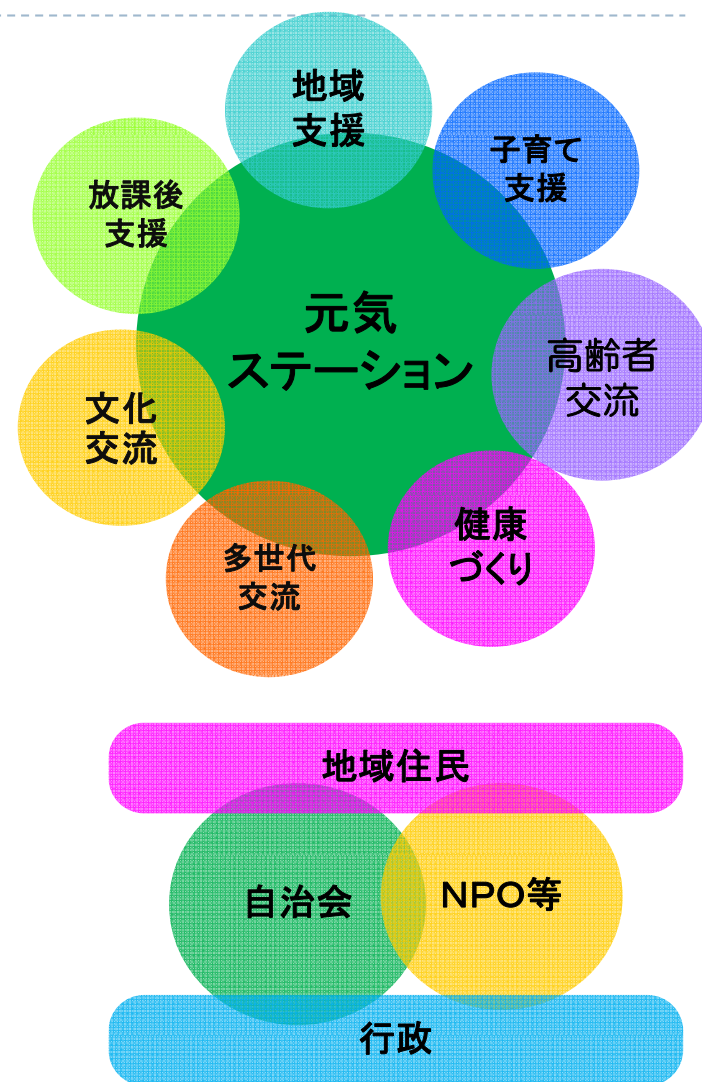 地域
支援
子育て
支援
放課後
支援
元気
ステーション
高齢者
交流
文化
交流
健康
づくり
多世代
交流
地域住民
自治会
NPO等
行政